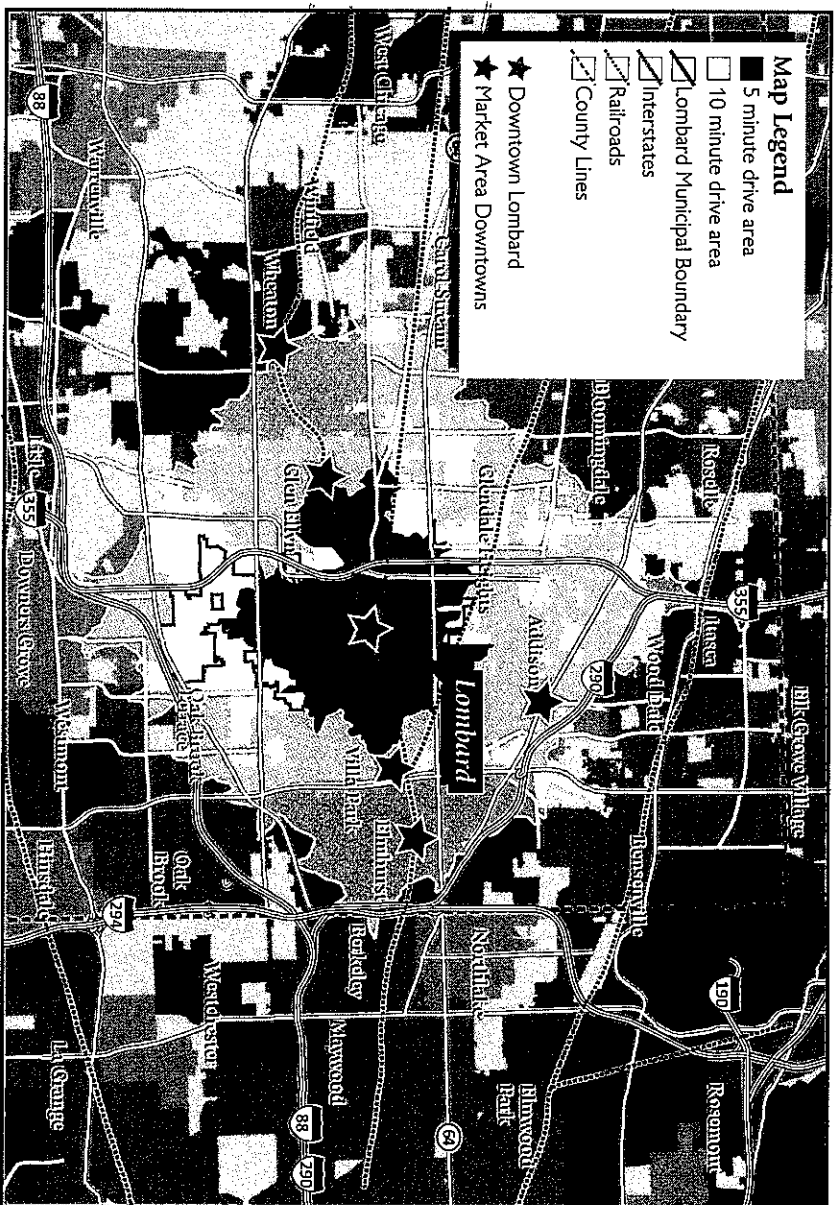 Map Legend
5 minute drive area
10 minute drive area
Lombard Municipal Boundary
Interstates
Railroads
County Lines
Downtown Lombard
Market Area Downtowns
Elk Grove Village
355
Itasca
Roselle
Wood Dale
290
Bensenville
190
Rosemont
Bloomingdale
Addison
Elmwood
Park
Northlake
Glendale Heights
Carol Stream
64
Lombard
West Chicago
Winfield
Wheaton
Glen Ellyn
Villa Park
Elmhurst
Berkeley
Maywood
88
290
Oakbrook
Terrace
Oak
Brook
Westchester
Warrenville
88
Lisle
355
Downers Grove
Westmont
Hinsdale
294
La Grange